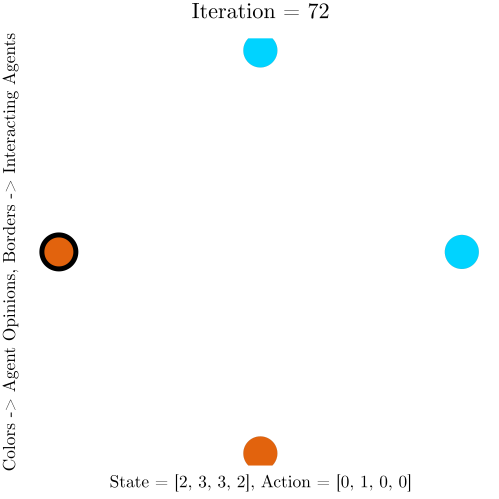 Iteration = 72
Colors -> Agent Opinions, Borders -> Interacting Agents
State = [2, 3, 3, 2], Action = [0, 1, 0, 0]